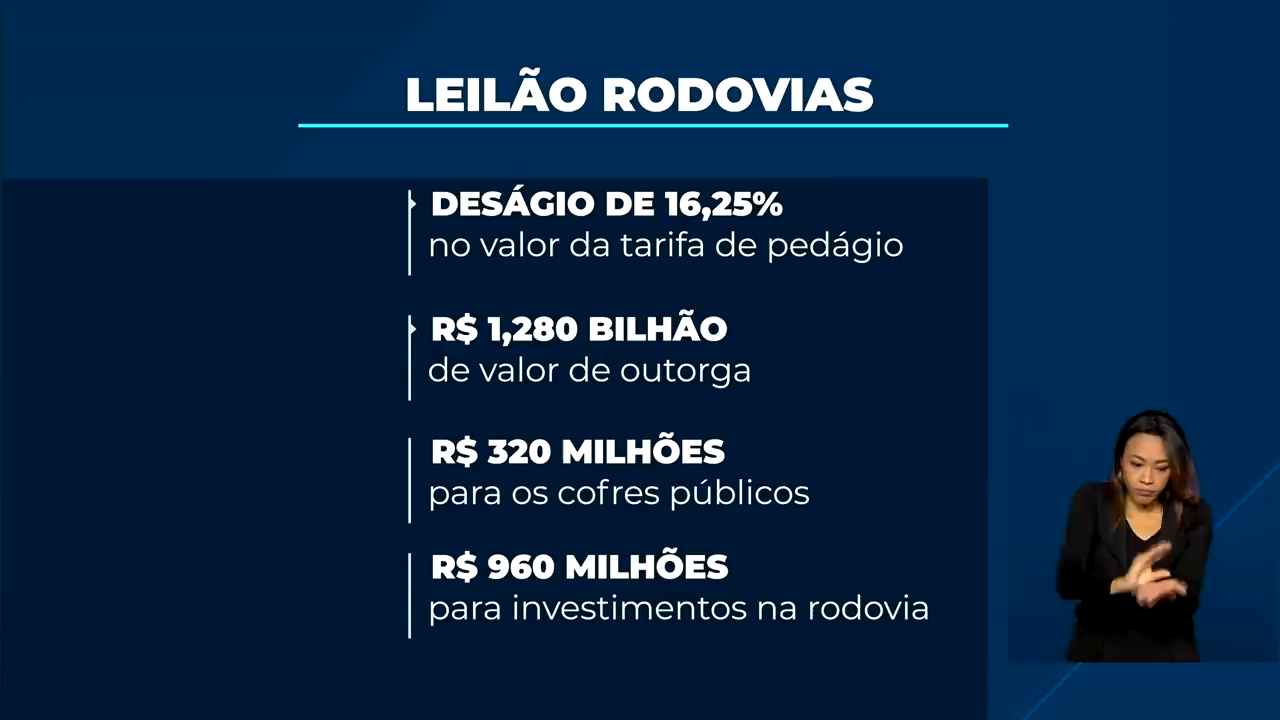 LEILÃO RODOVIAS
DESÁGIO DE 16,25%
no valor da tarifa de pedágio
R$ 1,280 BILHÃO
de valor de outorga
R$ 320 MILHÕES
para os cofres públicos
R$ 960 MILHÕES
para investimentos na rodovia